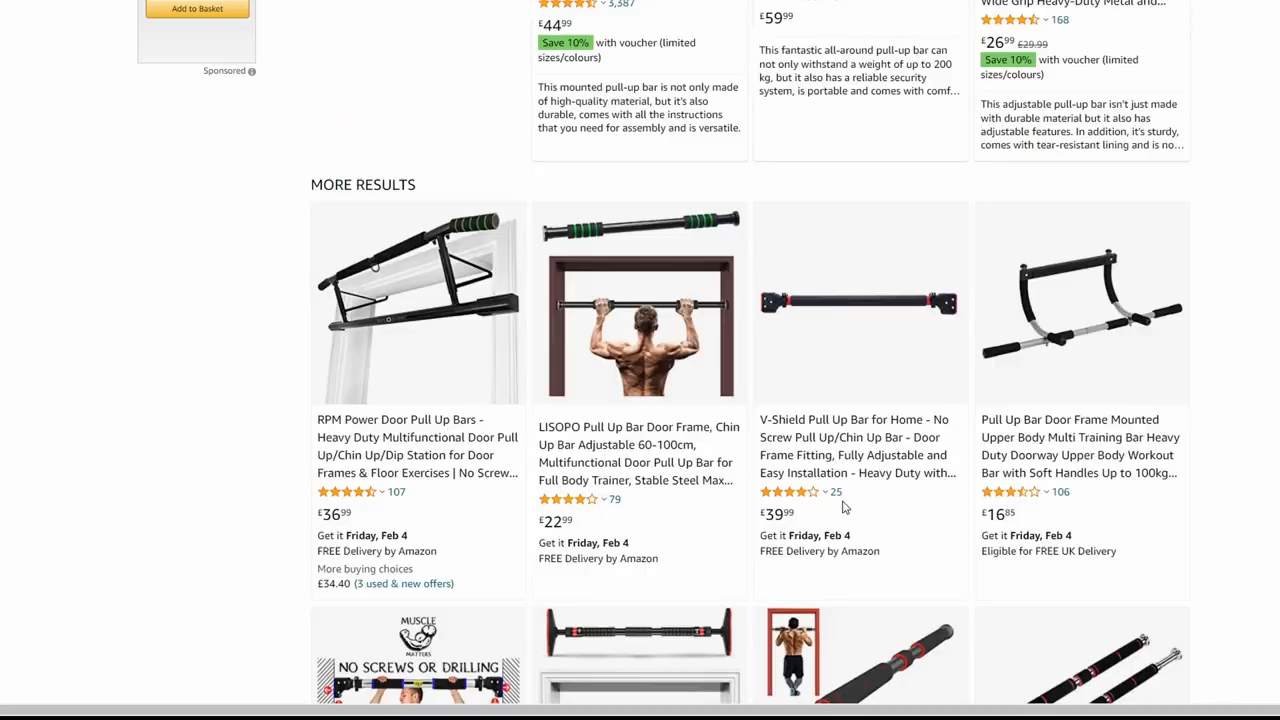 Add to Basket
Sponsored
3,387
£44.99
Save 10% with voucher (limited
sizes/colours)
This mounted pull-up bar is not only made
of high-quality material, but it's also
durable, comes with all the instructions
that you need for assembly and is versatile.
£59.99
This fantastic all-around pull-up bar can
not only withstand a weight of up to 200
kg, but it also has a reliable security
system, is portable and comes with comf...
Wide Grip Heavy-Duty Metal and...
168
£26.99 £29.99
Save 10% with voucher (limited
sizes/colours)
This adjustable pull-up bar isn't just made
with durable material but it also has
adjustable features. In addition, it's sturdy,
comes with tear-resistant lining and is no...
MORE RESULTS
RPM Power Door Pull Up Bars -
Heavy Duty Multifunctional Door Pull
Up/Chin Up/Dip Station for Door
Frames & Floor Exercises | No Screw...
107
£36.99
Get it Friday, Feb 4
FREE Delivery by Amazon
More buying choices
£34.40 (3 used & new offers)
LISOPO Pull Up Bar Door Frame, Chin
Up Bar Adjustable 60-100cm,
Multifunctional Door Pull Up Bar for
Full Body Trainer, Stable Steel Max...
79
£22.99
Get it Friday, Feb 4
FREE Delivery by Amazon
V-Shield Pull Up Bar for Home - No
Screw Pull Up/Chin Up Bar - Door
Frame Fitting, Fully Adjustable and
Easy Installation - Heavy Duty with...
25
£39.99
Get it Friday, Feb 4
FREE Delivery by Amazon
Pull Up Bar Door Frame Mounted
Upper Body Multi Training Bar Heavy
Duty Doorway Upper Body Workout
Bar with Soft Handles Up to 100kg...
106
£16.85
Get it Friday, Feb 4
Eligible for FREE UK Delivery
MUSCLE
MATTERS
NO SCREWS OR DRILLING